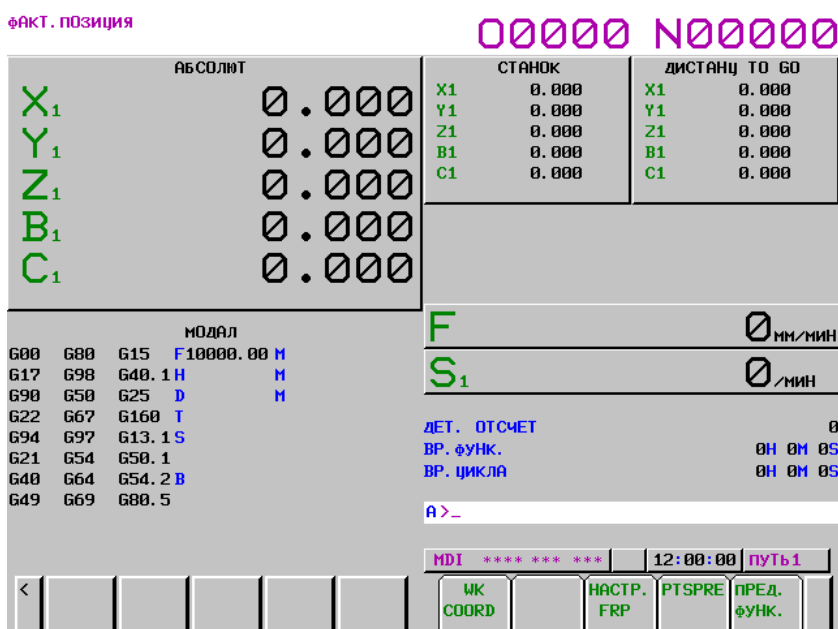 ФАКТ. ПОЗИЦИЯ
O0000 N00000
АБСОЛЮТ
X1 0.000
Y1 0.000
Z1 0.000
B1 0.000
C1 0.000
СТАНОК
X1 0.000
Y1 0.000
Z1 0.000
B1 0.000
C1 0.000
ДИСТАНЦ TO GO
X1 0.000
Y1 0.000
Z1 0.000
B1 0.000
C1 0.000
F 0 ММ/МИН
S1 0 /МИН
МОДАЛ
G00 G80 G15 F10000.00 M
G17 G98 G40.1 H M
G90 G50 G25 D M
G22 G67 G160 T
G94 G97 G13.1 S
G21 G54 G50.1
G40 G64 G54.2 B
G49 G69 G80.5
ДЕТ. ОТСЧЕТ 0
ВР. ФУНК. 0H 0M 0S
ВР. ЦИКЛА 0H 0M 0S
A>_
MDI **** *** *** 12:00:00 ПУТЬ1
<
WK
COORD
НАСТР.
FRP
PTSPRE
ПРЕД.
ФУНК.